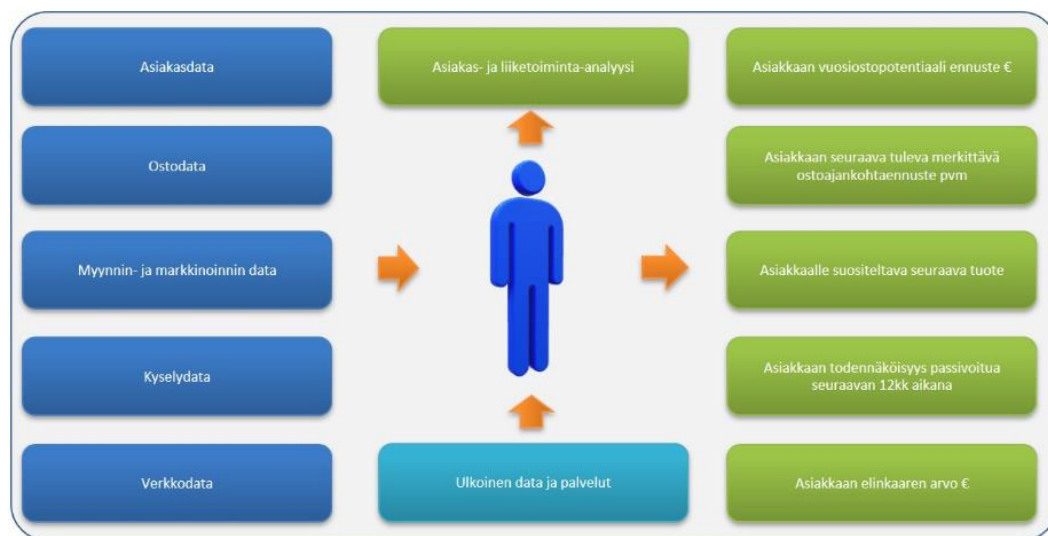 Asiakasdata
Ostodata
Myynnin- ja markkinoinnin data
Kyselydata
Verkkodata
Asiakas- ja liiketoiminta-analyysi
Ulkoinen data ja palvelut
Asiakkaan vuosiostopotentiaali ennuste €
Asiakkaan seuraava tuleva merkittävä
ostoajankohtaennuste pvm
Asiakkaalle suositeltava seuraava tuote
Asiakkaan todennäköisyys passivoitua
seuraavan 12kk aikana
Asiakkaan elinkaaren arvo €